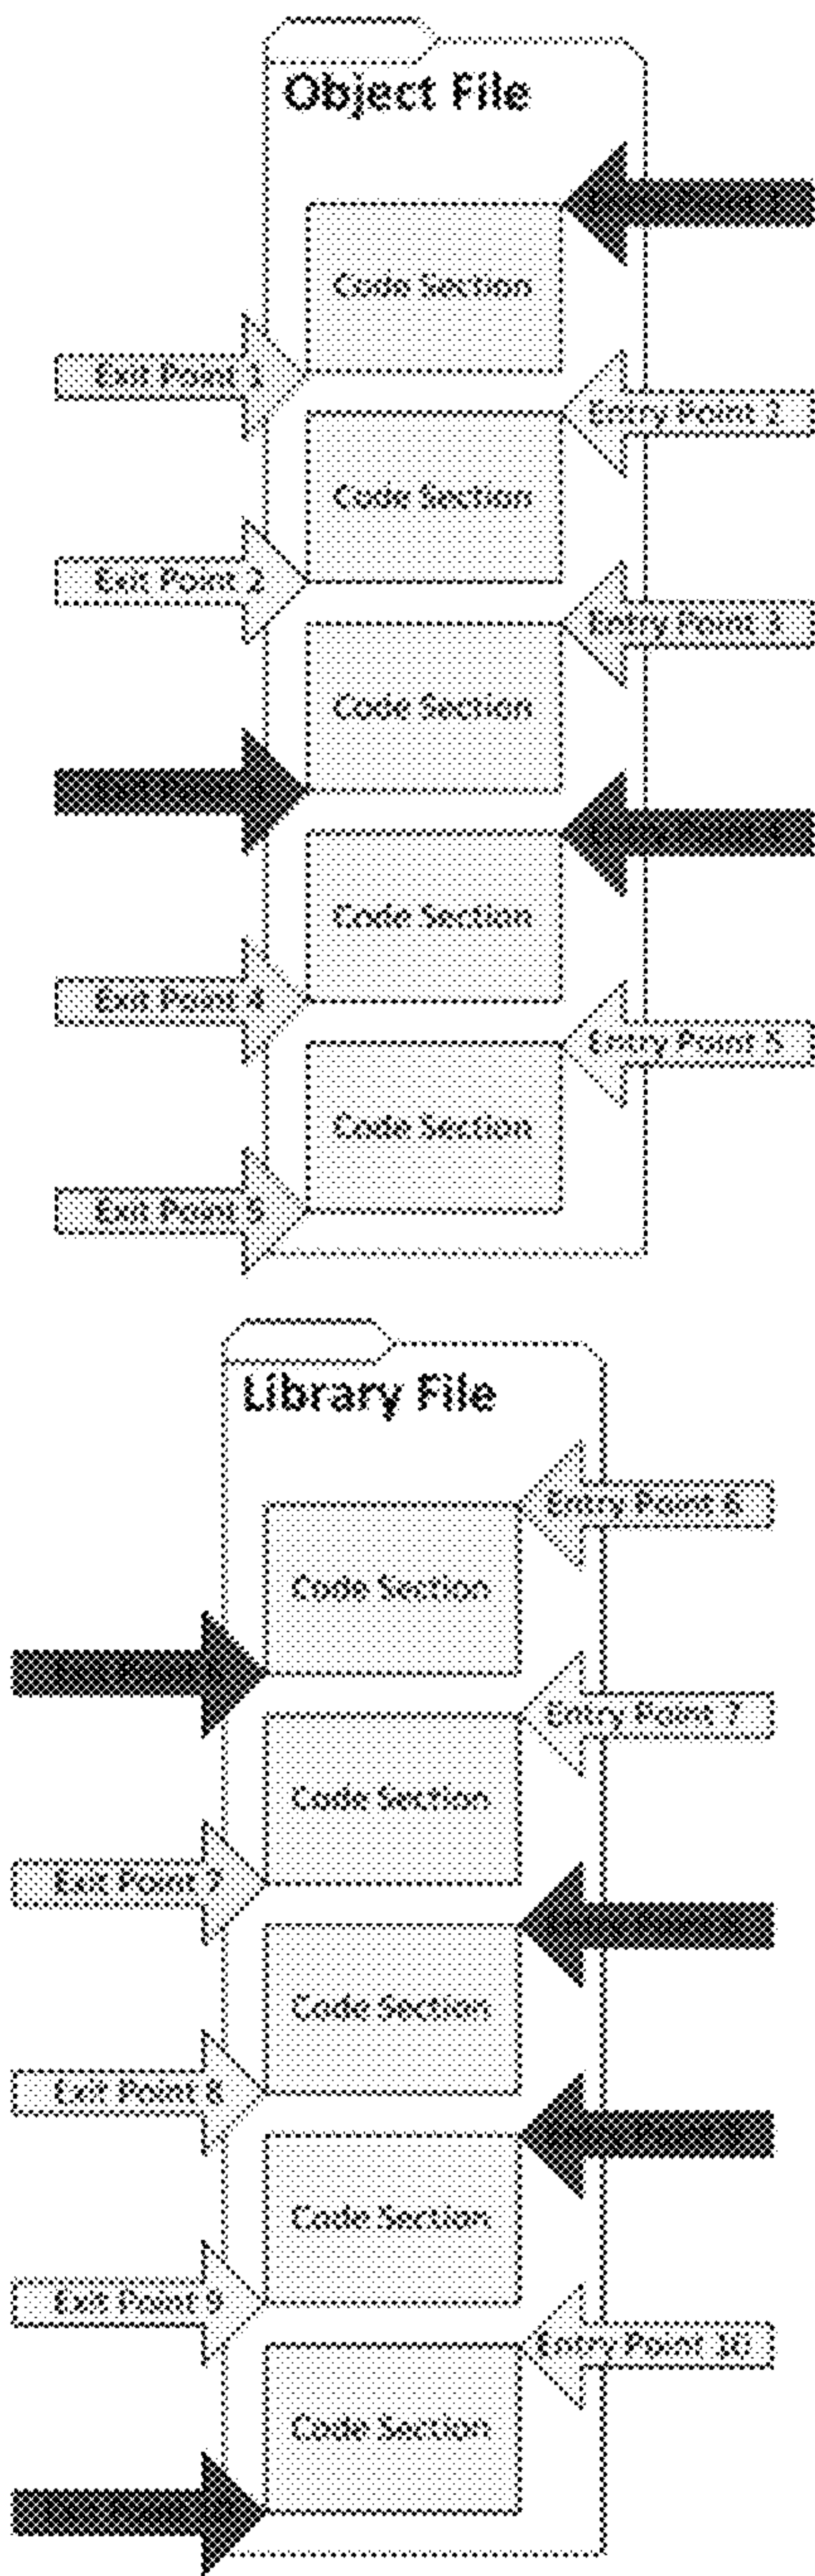 Object File
Code Section
Exit Point 1
Entry Point 2
Code Section
Exit Point 2
Entry Point 3
Code Section
Code Section
Exit Point 4
Entry Point 5
Code Section
Exit Point 5
Library File
Entry Point 6
Code Section
Entry Point 7
Code Section
Exit Point 7
Code Section
Exit Point 8
Code Section
Exit Point 9
Entry Point 10
Code Section